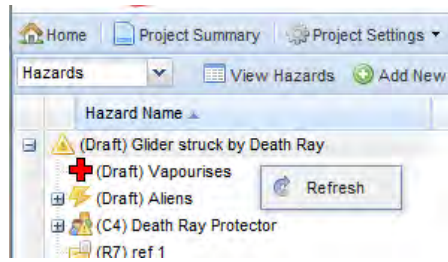 Home Project Summary Project Settings
Hazards View Hazards Add New
Hazard Name
(Draft) Glider struck by Death Ray
(Draft) Vapourises
Refresh
(Draft) Aliens
(C4) Death Ray Protector
(R7) ref 1